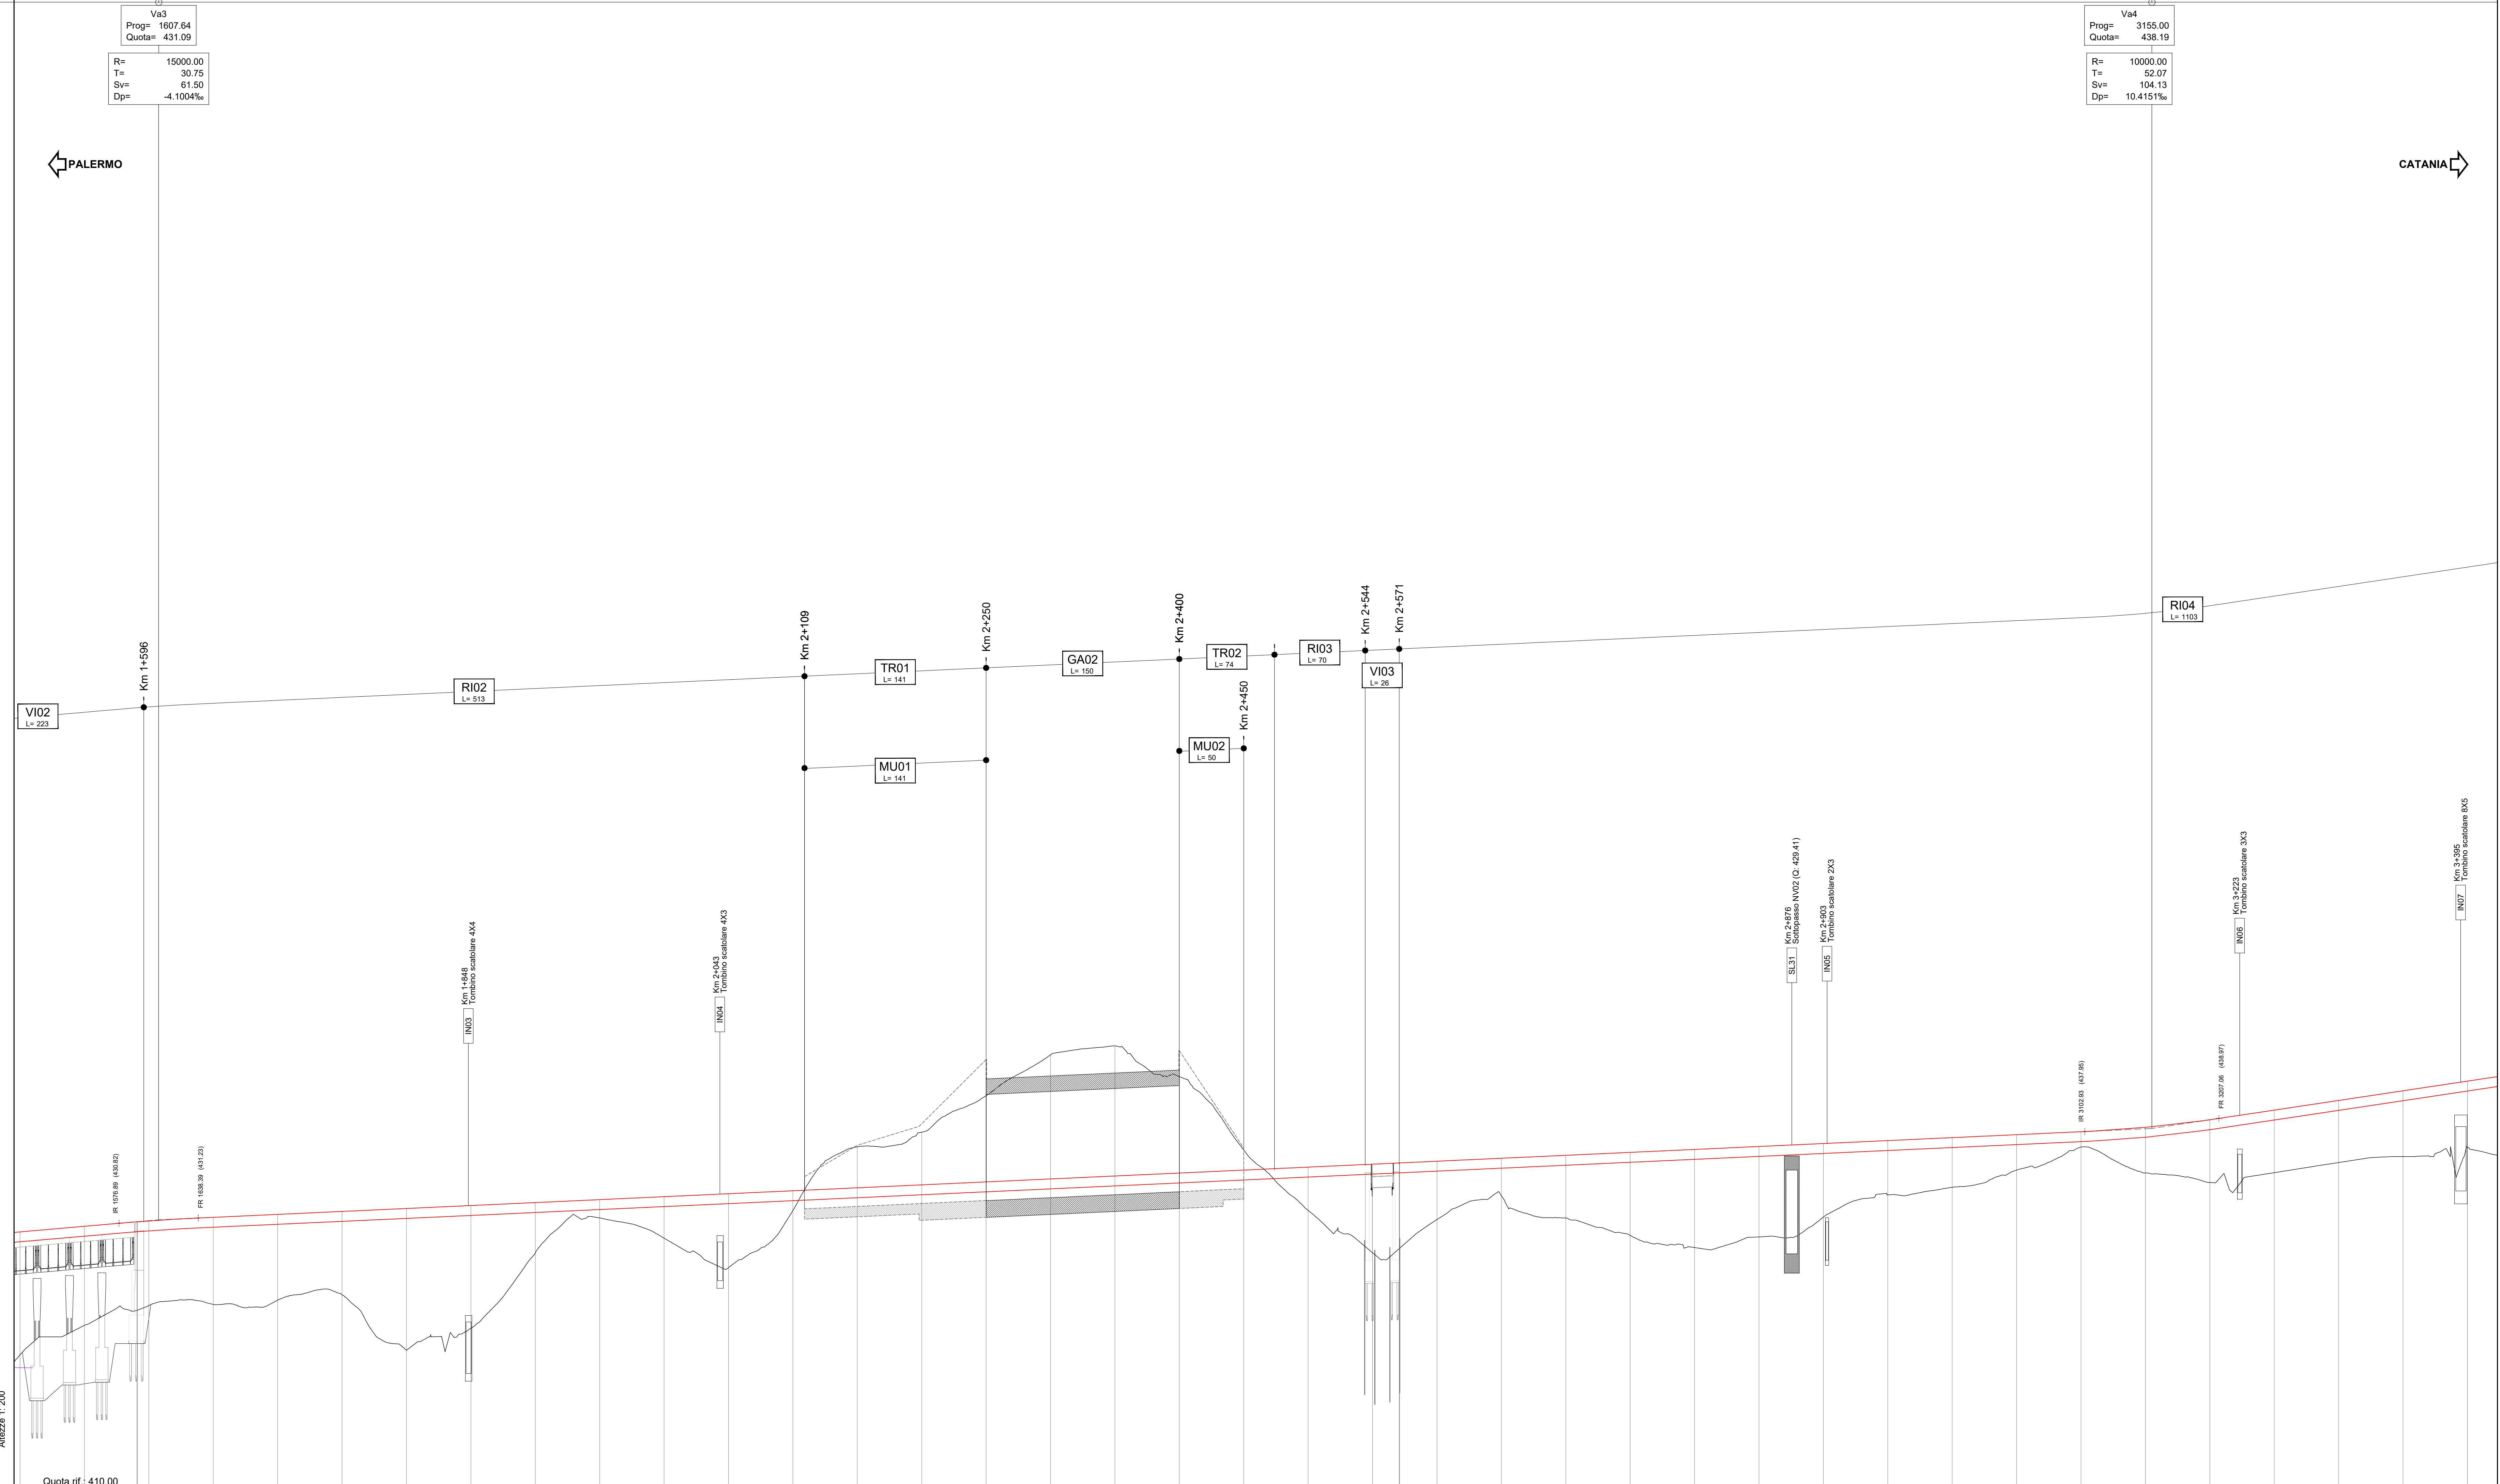 Va3
Prog= 1607.64
Quota= 431.09
R= 15000.00
T= 30.75
Sv= 61.50
Dp= -4.1004‰
Va4
Prog= 3155.00
Quota= 438.19
R= 10000.00
T= 52.07
Sv= 104.13
Dp= 10.4151‰
PALERMO
CATANIA
VI02
L= 223
Km 1+596
RI02
L= 513
Km 2+109
TR01
L= 141
Km 2+250
GA02
L= 150
Km 2+400
TR02
L= 74
RI03
L= 70
Km 2+544
VI03
L= 26
Km 2+571
RI04
L= 1103
MU01
L= 141
MU02
L= 50
Km 2+450
IR 1576.89 (430.82)
FR 1638.39 (431.23)
Km 1+848
Tombino scatolare 4X4
IN03
Km 2+043
Tombino scatolare 4X3
IN04
Km 2+876
Sottopasso NV02 (Q: 429.41)
SL31
Km 2+903
Tombino scatolare 2X3
IN05
IR 3102.93 (437.95)
FR 3207.06 (438.97)
Km 3+223
Tombino scatolare 3X3
IN06
Km 3+395
Tombino scatolare 8X5
IN07
Altezze 1: 200
Quota rif.: 410.00